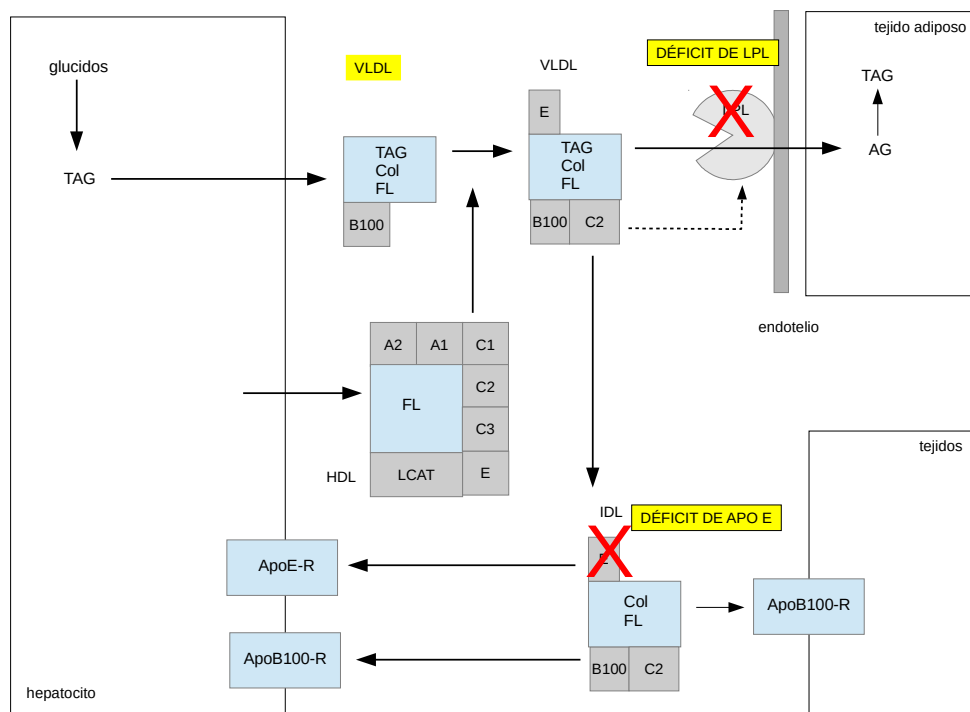 tejido adiposo
DÉFICIT DE LPL
glucidos
VLDL
VLDL
TAG
E
LPL
TAG
Col
FL
TAG
Col
FL
AG
TAG
B100
B100
C2
endotelio
A2
A1
C1
FL
C2
C3
HDL
LCAT
E
tejidos
IDL
DÉFICIT DE APO E
E
ApoE-R
Col
FL
ApoB100-R
ApoB100-R
B100
C2
hepatocito